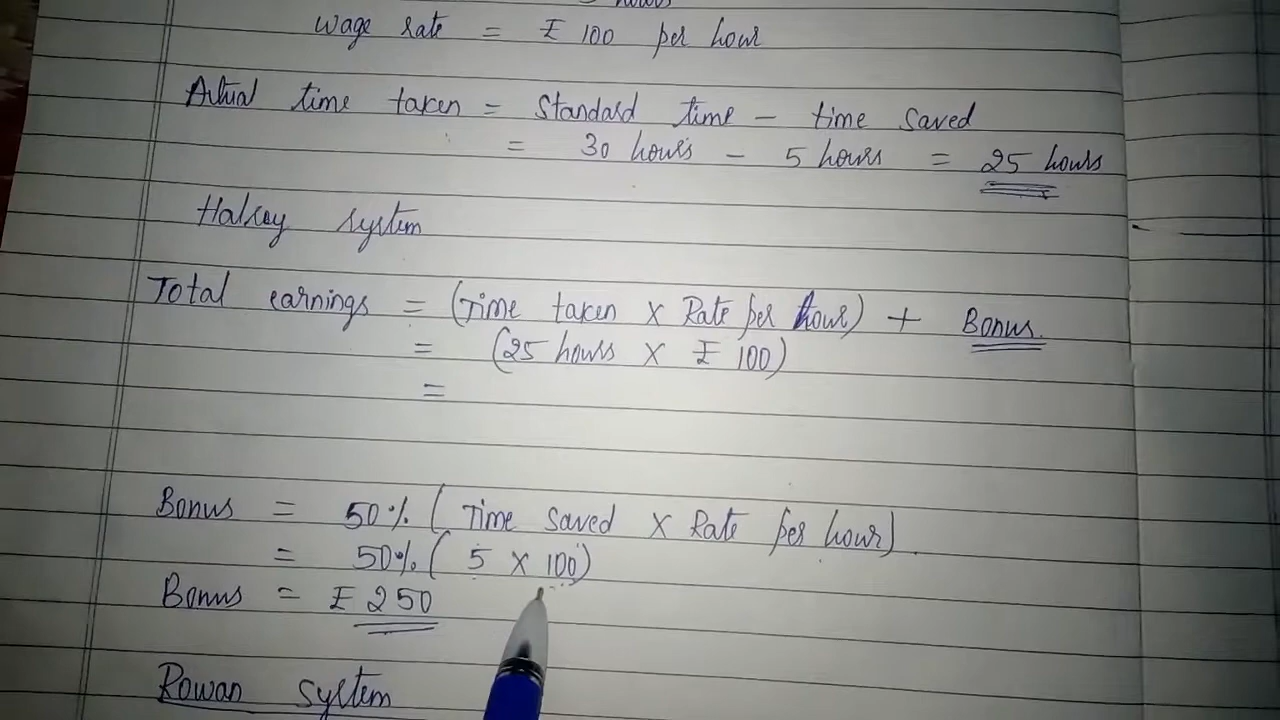 hours
Wage rate = ₹ 100 per hour
Actual time taken = Standard time - time saved
= 30 hours - 5 hours = 25 hours
Halsey system
Total earnings = (Time taken X Rate per hour) + Bonus.
= (25 hours X ₹ 100)
=
Bonus = 50% ( Time saved X Rate per hour).
= 50% ( 5 X 100)
Bonus = ₹ 250
Rowan system